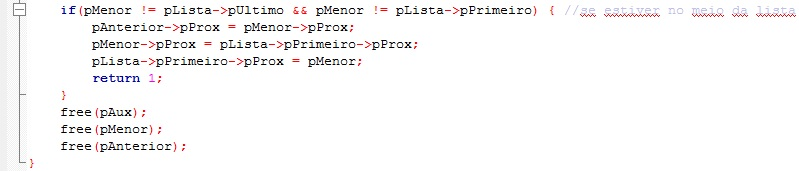 if(pMenor != pLista->pUltimo && pMenor != pLista->pPrimeiro) { //se estiver no meio da lista
pAnterior->pProx = pMenor->pProx;
pMenor->pProx = pLista->pPrimeiro->pProx;
pLista->pPrimeiro->pProx = pMenor;
return 1;
}
free(pAux);
free(pMenor);
free(pAnterior);
}